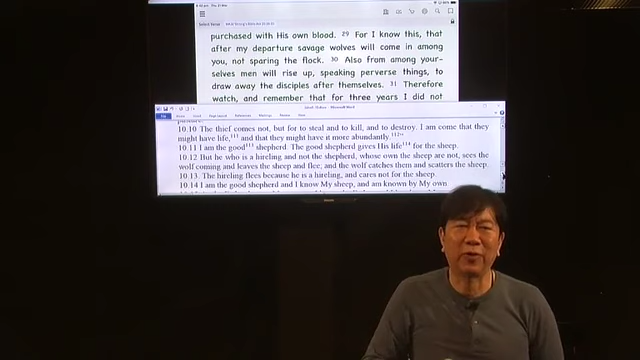 purchased with His own blood. 29 For I know this, that
after my departure savage wolves will come in among
you, not sparing the flock. 30 Also from among your-
selves men will rise up, speaking perverse things, to
draw away the disciples after themselves. 31 Therefore
watch, and remember that for three years I did not
10.10 The thief comes not, but for to steal and to kill, and to destroy. I am come that they
might have life,111 and that they might have it more abundantly.112
10.11 I am the good113 shepherd. The good shepherd gives His life114 for the sheep.
10.12 But he who is a hireling and not the shepherd, whose own the sheep are not, sees the
wolf coming and leaves the sheep and flee; and the wolf catches them and scatters the sheep.
10.13. The hireling flees because he is a hireling, and cares not for the sheep.
10.14 I am the good shepherd and I know My sheep, and am known by My own